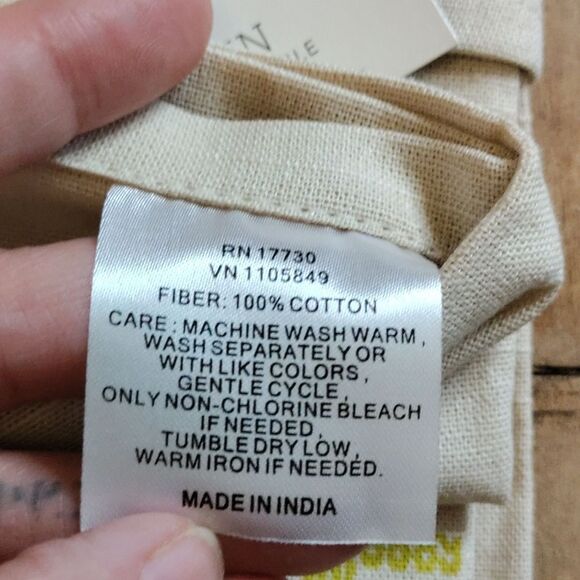 RN 17730
VN 1105849
FIBER: 100% COTTON
CARE : MACHINE WASH WARM ,
WASH SEPARATELY OR
WITH LIKE COLORS ,
GENTLE CYCLE,
ONLY NON-CHLORINE BLEACH
IF NEEDED,
TUMBLE DRY LOW,
WARM IRON IF NEEDED.
MADE IN INDIA